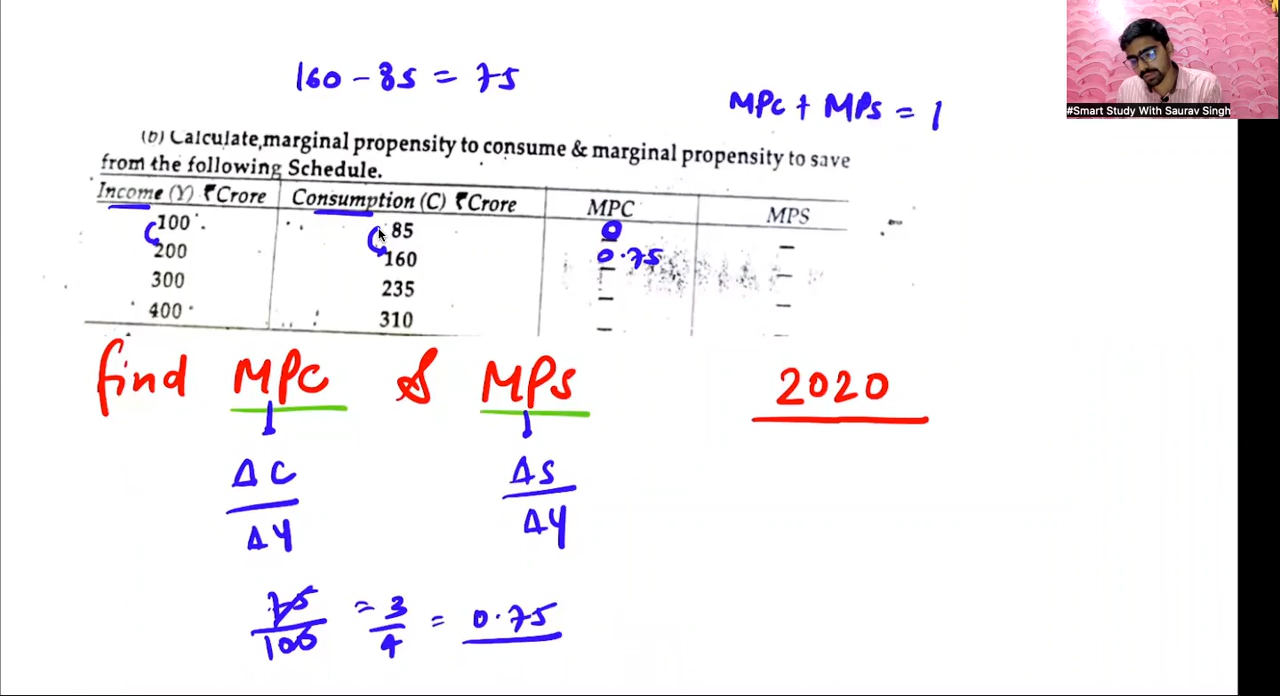 160 - 85 = 75
MPC + MPS = 1
#Smart Study With Saurav Singh
(b) Calculate marginal propensity to consume & marginal propensity to save
from the following Schedule.
Income (Y) ₹Crore Consumption (C) ₹Crore MPC MPS
100 85 0 –
200 160 0.75 –
300 235 – –
400 310 – –
find MPC & MPS 2020
ΔC ΔS
ΔY ΔY
75 = 3 = 0.75
100 4